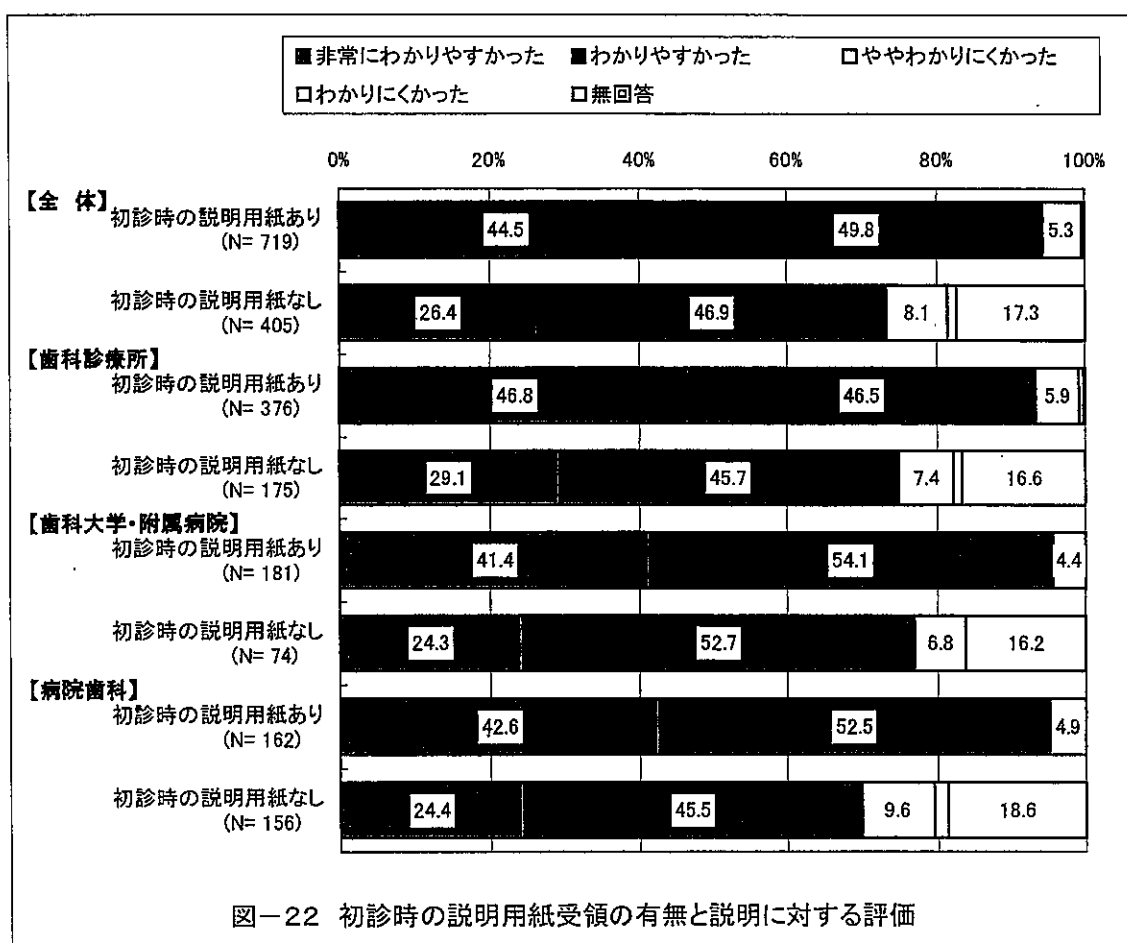 ■非常にわかりやすかった ■わかりやすかった □ややわかりにくかった
□わかりにくかった □無回答
0% 20% 40% 60% 80% 100%
【全 体】
初診時の説明用紙あり
(N= 719)
44.5 49.8 5.3
初診時の説明用紙なし
(N= 405)
26.4 46.9 8.1 17.3
【歯科診療所】
初診時の説明用紙あり
(N= 376)
46.8 46.5 5.9
初診時の説明用紙なし
(N= 175)
29.1 45.7 7.4 16.6
【歯科大学・附属病院】
初診時の説明用紙あり
(N= 181)
41.4 54.1 4.4
初診時の説明用紙なし
(N= 74)
24.3 52.7 6.8 16.2
【病院歯科】
初診時の説明用紙あり
(N= 162)
42.6 52.5 4.9
初診時の説明用紙なし
(N= 156)
24.4 45.5 9.6 18.6
図－22 初診時の説明用紙受領の有無と説明に対する評価